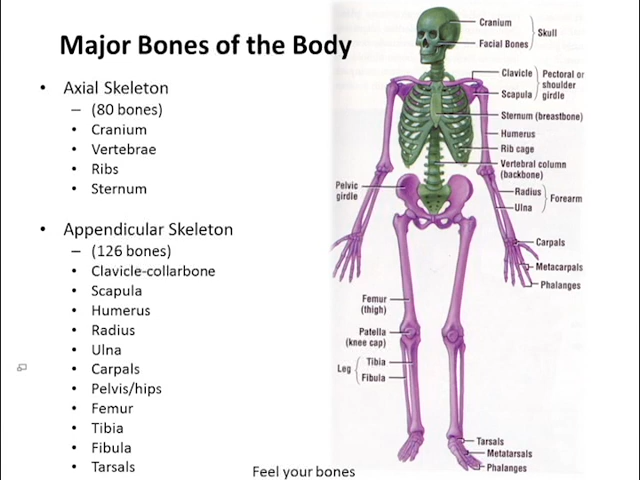 Major Bones of the Body
• Axial Skeleton
– (80 bones)
• Cranium
• Vertebrae
• Ribs
• Sternum
• Appendicular Skeleton
– (126 bones)
• Clavicle-collarbone
• Scapula
• Humerus
• Radius
• Ulna
• Carpals
• Pelvis/hips
• Femur
• Tibia
• Fibula
• Tarsals
Feel your bones
Cranium
Facial Bones
Skull
Clavicle
Scapula
Pectoral or
shoulder
girdle
Sternum (breastbone)
Humerus
Rib cage
Vertebral column
(backbone)
Radius
Ulna
Forearm
Pelvic
girdle
Carpals
Metacarpals
Phalanges
Femur
(thigh)
Patella
(knee cap)
Leg
Tibia
Fibula
Tarsals
Metatarsals
Phalanges